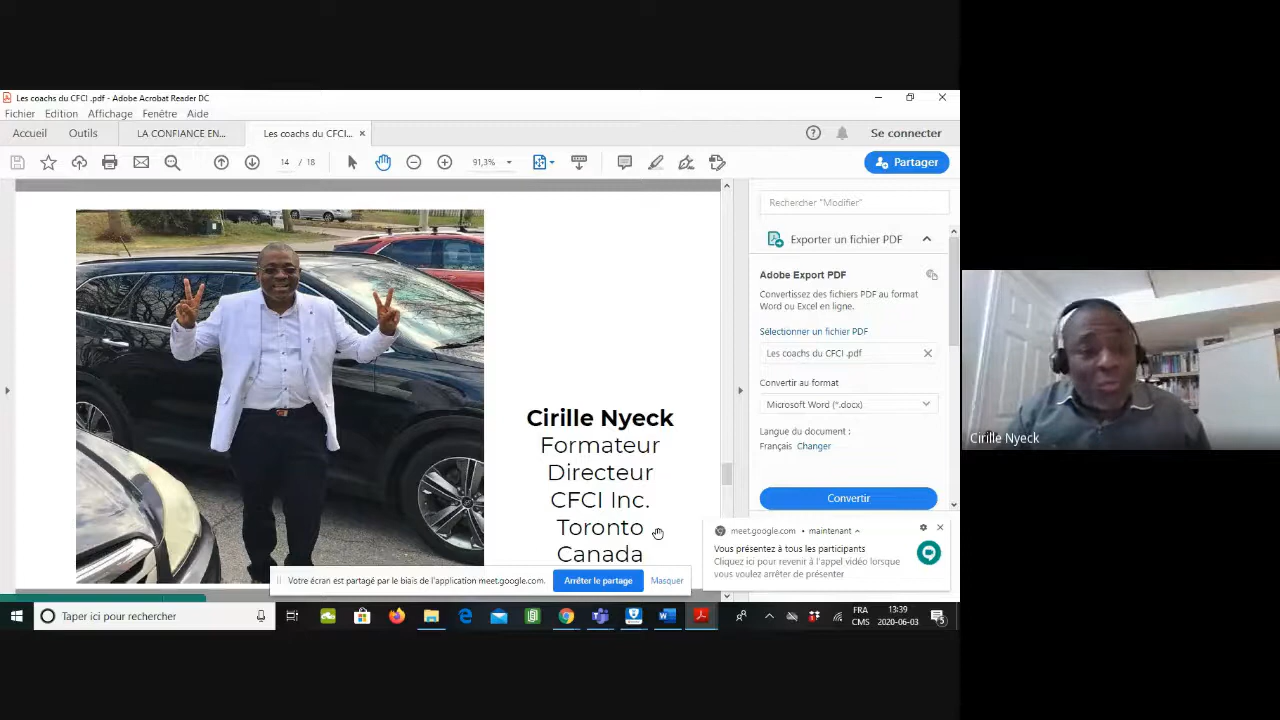 Les coachs du CFCI .pdf - Adobe Acrobat Reader DC
Fichier Edition Affichage Fenêtre Aide
Accueil Outils LA CONFIANCE EN... Les coachs du CFCI... × Se connecter
14 / 18 91,3% Partager
Rechercher "Modifier"
Exporter un fichier PDF
Adobe Export PDF
Convertissez des fichiers PDF au format
Word ou Excel en ligne.
Sélectionner un fichier PDF
Les coachs du CFCI .pdf
Convertir au format
Microsoft Word (*.docx)
Langue du document :
Français Changer
Convertir
Cirille Nyeck
Formateur
Directeur
CFCI Inc.
Toronto
Canada
Cirille Nyeck
meet.google.com • maintenant
Vous présentez à tous les participants
Cliquez ici pour revenir à l'appel vidéo lorsque
vous voulez arrêter de présenter
Votre écran est partagé par le biais de l'application meet.google.com. Arrêter le partage Masquer
Taper ici pour rechercher
FRA 13:39
CMS 2020-06-03
5